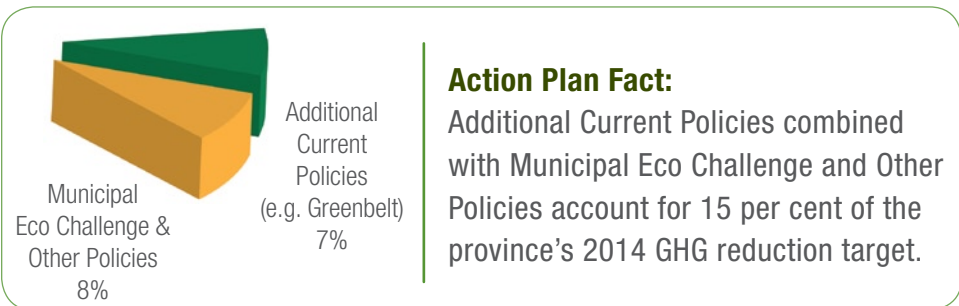 Additional
Current
Policies
(e.g. Greenbelt)
7%
Municipal
Eco Challenge &
Other Policies
8%
Action Plan Fact:
Additional Current Policies combined
with Municipal Eco Challenge and Other
Policies account for 15 per cent of the
province's 2014 GHG reduction target.